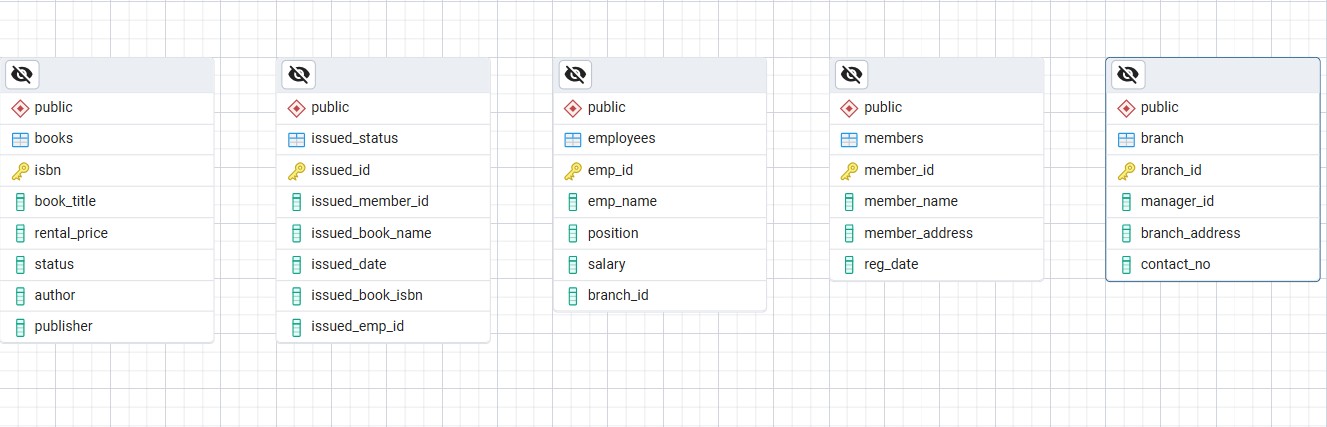 public
books
isbn
book_title
rental_price
status
author
publisher
public
issued_status
issued_id
issued_member_id
issued_book_name
issued_date
issued_book_isbn
issued_emp_id
public
employees
emp_id
emp_name
position
salary
branch_id
public
members
member_id
member_name
member_address
reg_date
public
branch
branch_id
manager_id
branch_address
contact_no